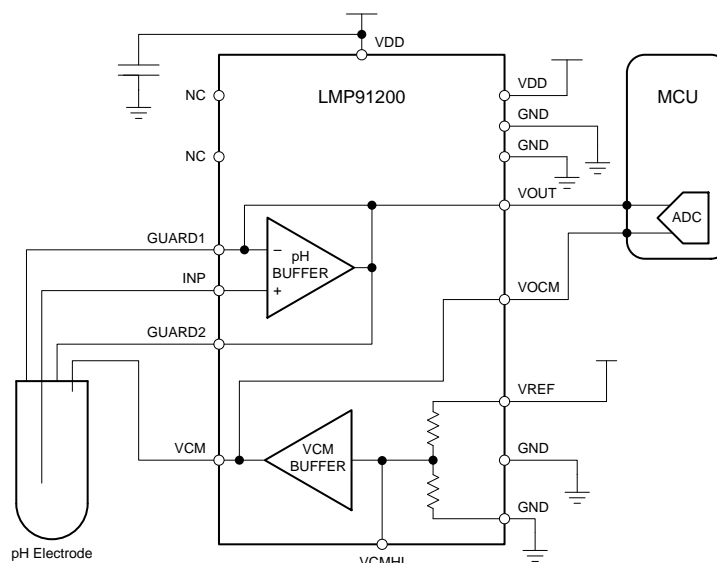 VDD
LMP91200
VDD
MCU
NC
GND
GND
NC
VOUT
ADC
GUARD1
−
pH
BUFFER
INP
+
VOCM
GUARD2
VREF
VCM
VCM
BUFFER
GND
GND
pH Electrode